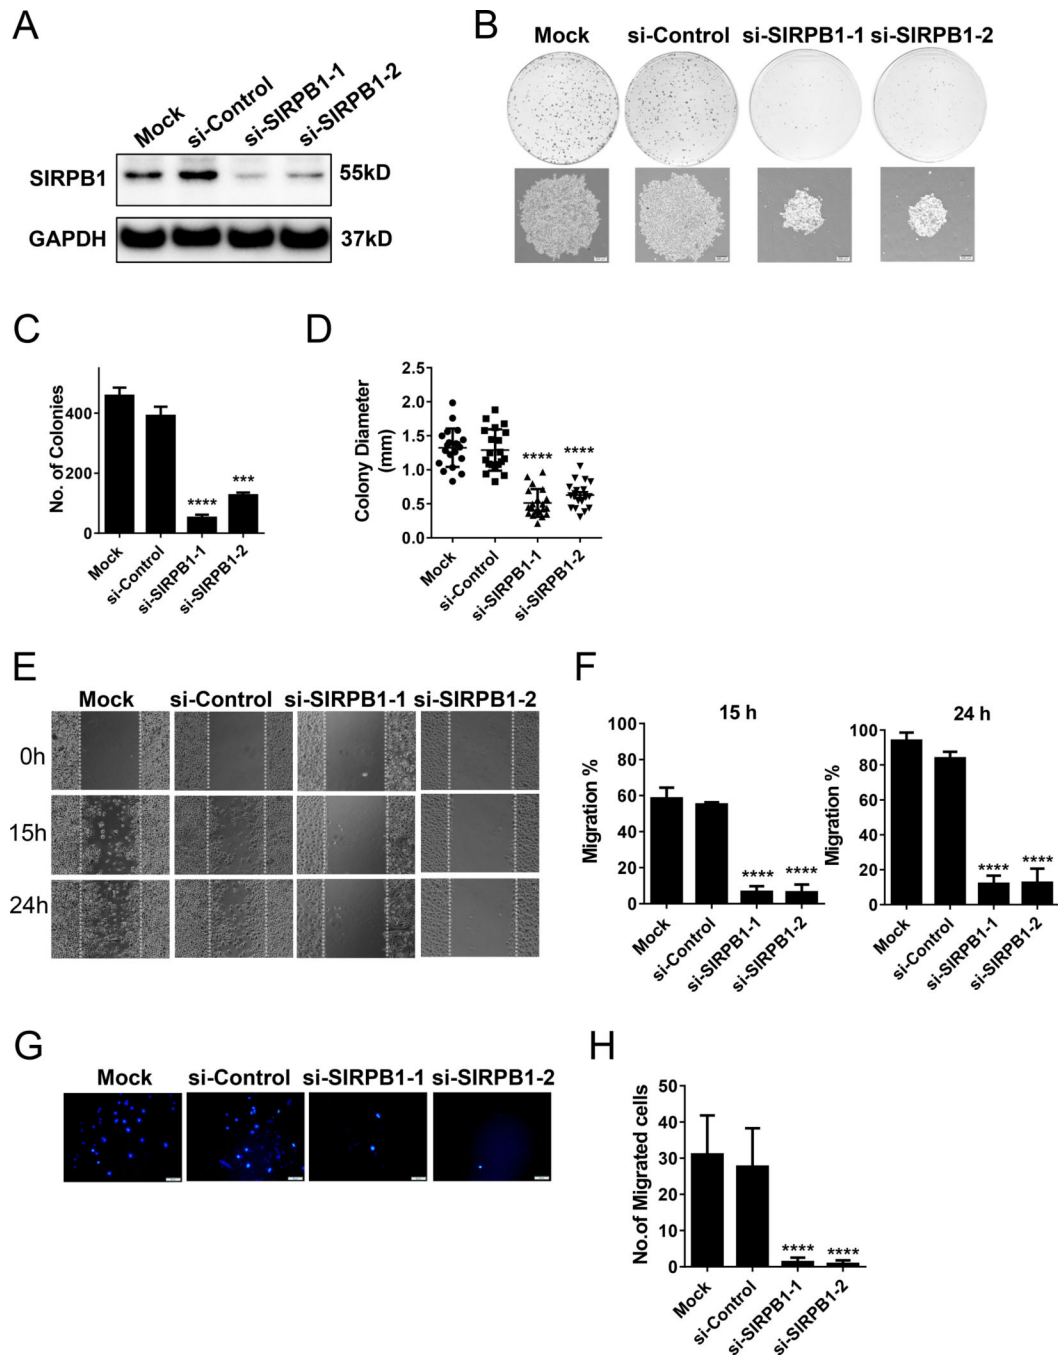 A
Mock
si-Control
si-SIRPB1-1
si-SIRPB1-2
SIRPB1
55kD
GAPDH
37kD
B
Mock
si-Control
si-SIRPB1-1
si-SIRPB1-2
C
No. of Colonies
400
200
0
****
***
Mock
si-Control
si-SIRPB1-1
si-SIRPB1-2
D
Colony Diameter
(mm)
2.5
2.0
1.5
1.0
0.5
0.0
****
****
Mock
si-Control
si-SIRPB1-1
si-SIRPB1-2
E
Mock
si-Control
si-SIRPB1-1
si-SIRPB1-2
0h
15h
24h
F
15 h
Migration %
100
80
60
40
20
0
****
****
Mock
si-Control
si-SIRPB1-1
si-SIRPB1-2
24 h
Migration %
100
80
60
40
20
0
****
****
Mock
si-Control
si-SIRPB1-1
si-SIRPB1-2
G
Mock
si-Control
si-SIRPB1-1
si-SIRPB1-2
H
No.of Migrated cells
50
40
30
20
10
0
****
****
Mock
si-Control
si-SIRPB1-1
si-SIRPB1-2